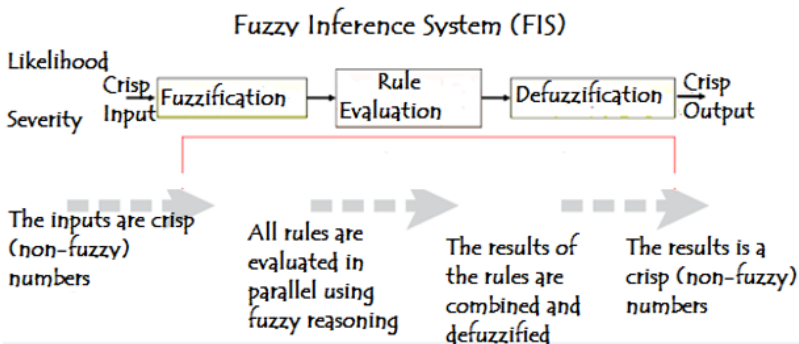 Fuzzy Inference System (FIS)
Likelihood
Severity
Crisp
Input
Fuzzification
Rule
Evaluation
Defuzzification
Crisp
Output
The inputs are crisp
(non-fuzzy)
numbers
All rules are
evaluated in
parallel using
fuzzy reasoning
The results of
the rules are
combined and
defuzzified
The results is a
crisp (non-fuzzy)
numbers